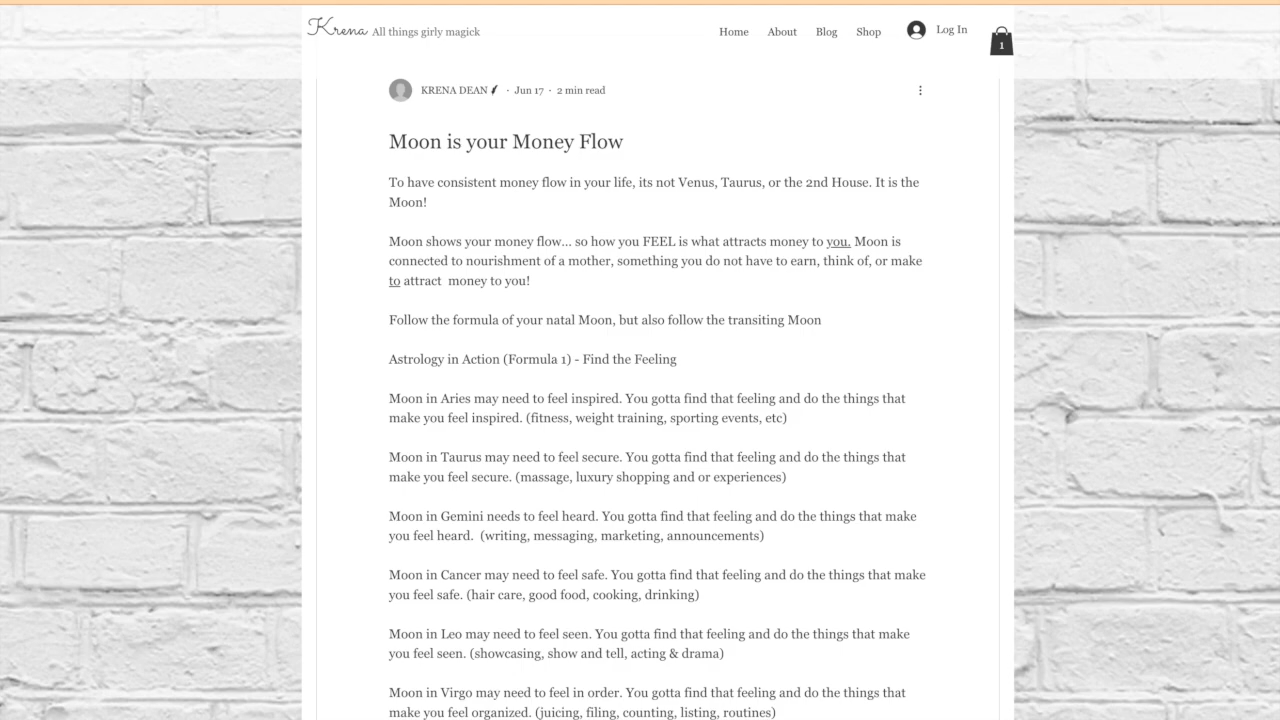 Krena All things girly magick
Home About Blog Shop Log In
1
KRENA DEAN · Jun 17 · 2 min read
Moon is your Money Flow
To have consistent money flow in your life, its not Venus, Taurus, or the 2nd House. It is the
Moon!
Moon shows your money flow... so how you FEEL is what attracts money to you. Moon is
connected to nourishment of a mother, something you do not have to earn, think of, or make
to attract  money to you!
Follow the formula of your natal Moon, but also follow the transiting Moon
Astrology in Action (Formula 1) - Find the Feeling
Moon in Aries may need to feel inspired. You gotta find that feeling and do the things that
make you feel inspired. (fitness, weight training, sporting events, etc)
Moon in Taurus may need to feel secure. You gotta find that feeling and do the things that
make you feel secure. (massage, luxury shopping and or experiences)
Moon in Gemini needs to feel heard. You gotta find that feeling and do the things that make
you feel heard.  (writing, messaging, marketing, announcements)
Moon in Cancer may need to feel safe. You gotta find that feeling and do the things that make
you feel safe. (hair care, good food, cooking, drinking)
Moon in Leo may need to feel seen. You gotta find that feeling and do the things that make
you feel seen. (showcasing, show and tell, acting & drama)
Moon in Virgo may need to feel in order. You gotta find that feeling and do the things that
make you feel organized. (juicing, filing, counting, listing, routines)